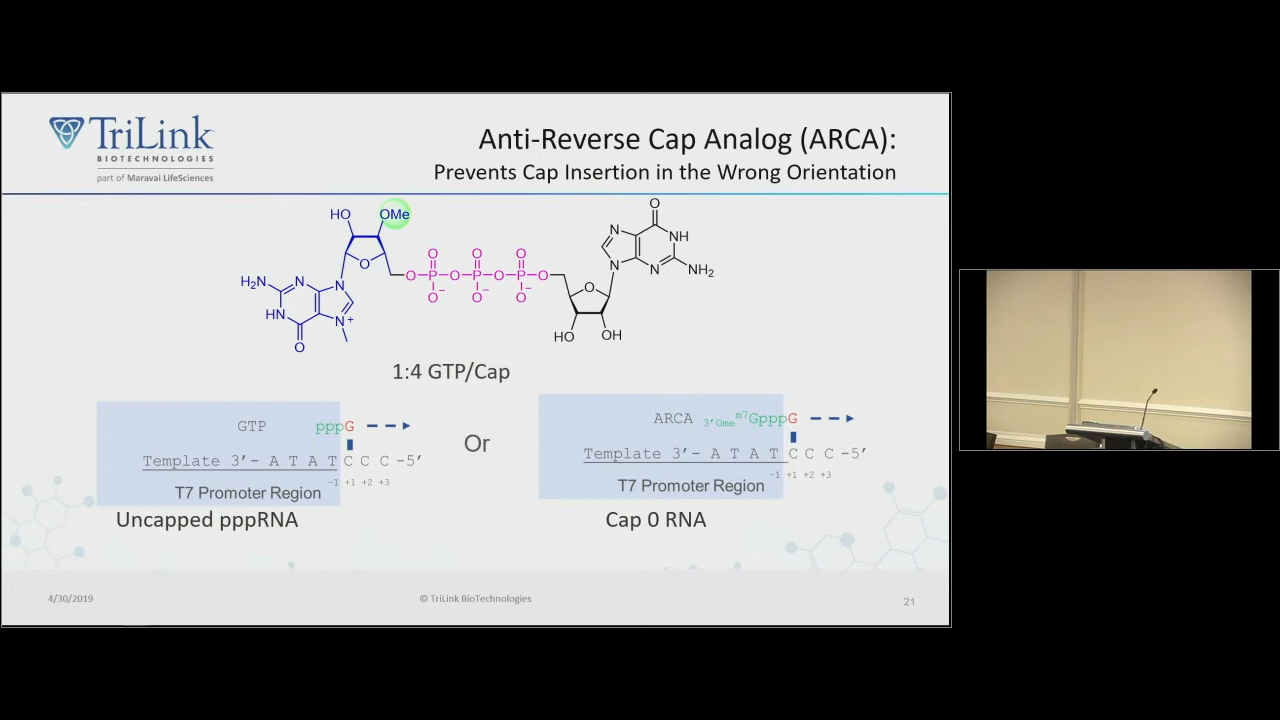 TriLink
BIOTECHNOLOGIES
part of Maravai LifeSciences
Anti-Reverse Cap Analog (ARCA):
Prevents Cap Insertion in the Wrong Orientation
HO OMe
O
H₂N N N
HN N+
O
O O O
O P O P O P O
O− O− O−
O
N NH
N N NH₂
O
HO OH
1:4 GTP/Cap
GTP pppG
Template 3’- A T A T C C C -5’
-1 +1 +2 +3
T7 Promoter Region
Uncapped pppRNA
Or
ARCA 3’Ome m7GpppG
Template 3’- A T A T C C C -5’
-1 +1 +2 +3
T7 Promoter Region
Cap 0 RNA
4/30/2019
© TriLink BioTechnologies
21